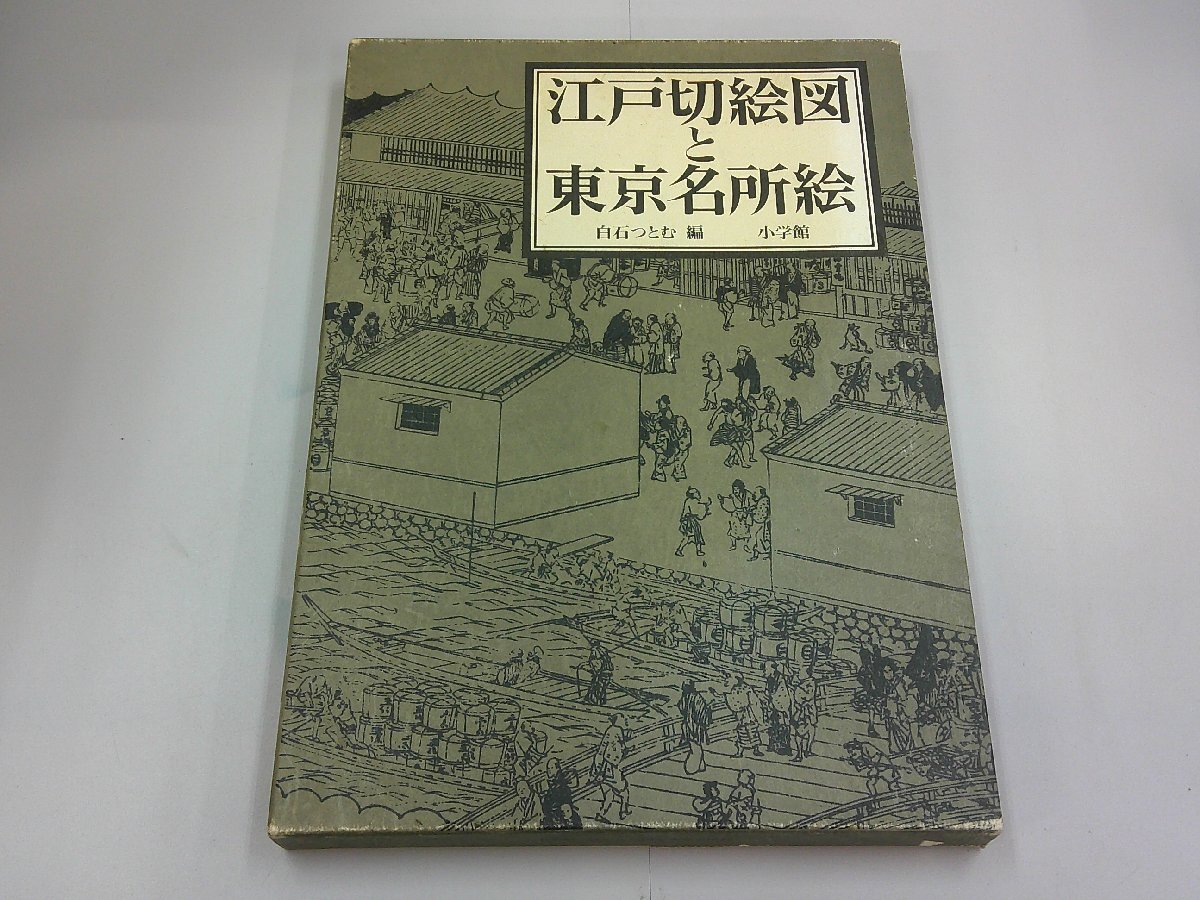 江戸切絵図
と
東京名所絵
白石つとむ 編 小学館